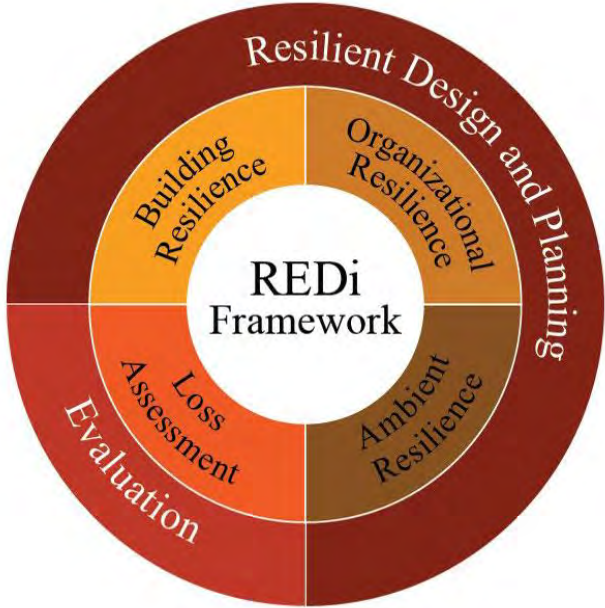 Resilient Design and Planning
Building
Resilience
Organizational
Resilience
REDi
Framework
Loss
Assessment
Ambient
Resilience
Evaluation